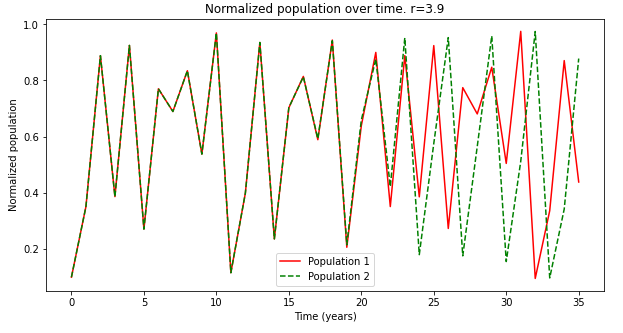 Normalized population over time. r=3.9
Normalized population
1.0
0.8
0.6
0.4
0.2
0 5 10 15 20 25 30 35
Time (years)
Population 1
Population 2